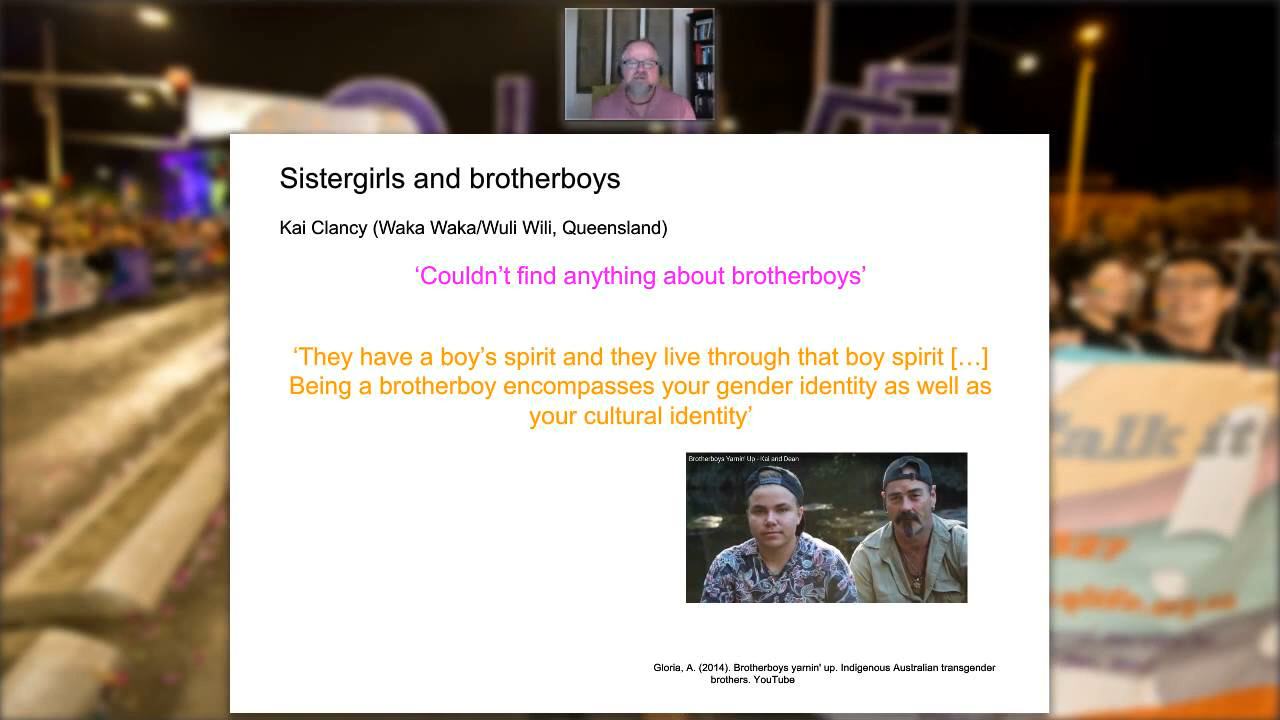 Sistergirls and brotherboys
Kai Clancy (Waka Waka/Wuli Wili, Queensland)
‘Couldn’t find anything about brotherboys’
‘They have a boy’s spirit and they live through that boy spirit […]
Being a brotherboy encompasses your gender identity as well as
your cultural identity’
Brotherboys Yarnin' Up - Kai and Dean
Talk it
Gloria, A. (2014). Brotherboys yarnin' up. Indigenous Australian transgender
brothers. YouTube